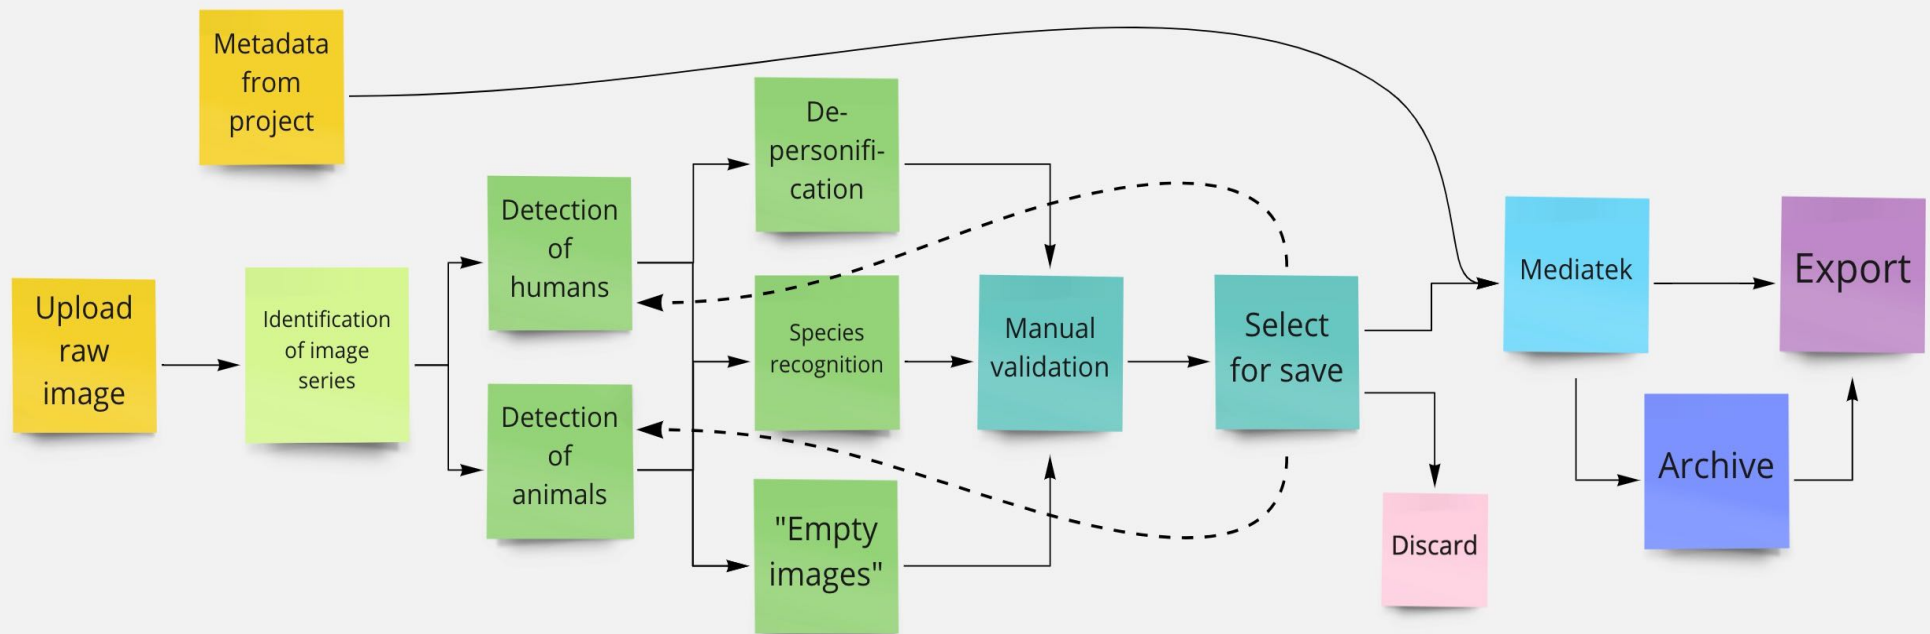 Metadata
from
project
Upload
raw
image
Identification
of image
series
Detection
of
humans
Detection
of
animals
De-
personifi-
cation
Species
recognition
"Empty
images"
Manual
validation
Select
for save
Discard
Mediatek
Archive
Export